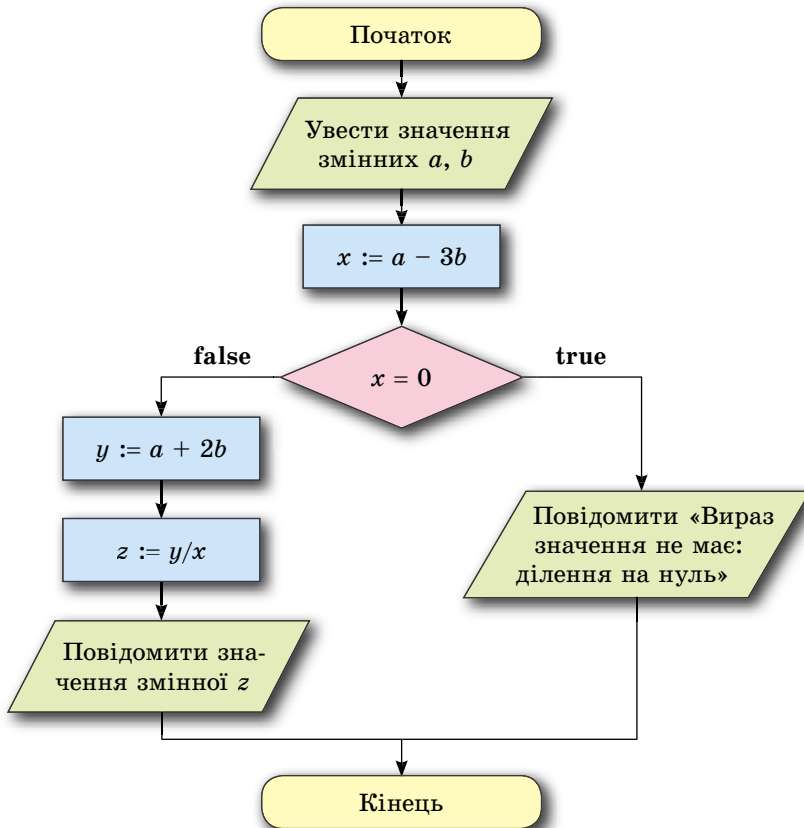 Початок
Увести значення
змінних a, b
x := a − 3b
false
true
x = 0
y := a + 2b
z := y/x
Повідомити «Вираз
значення не має:
ділення на нуль»
Повідомити зна-
чення змінної z
Кінець